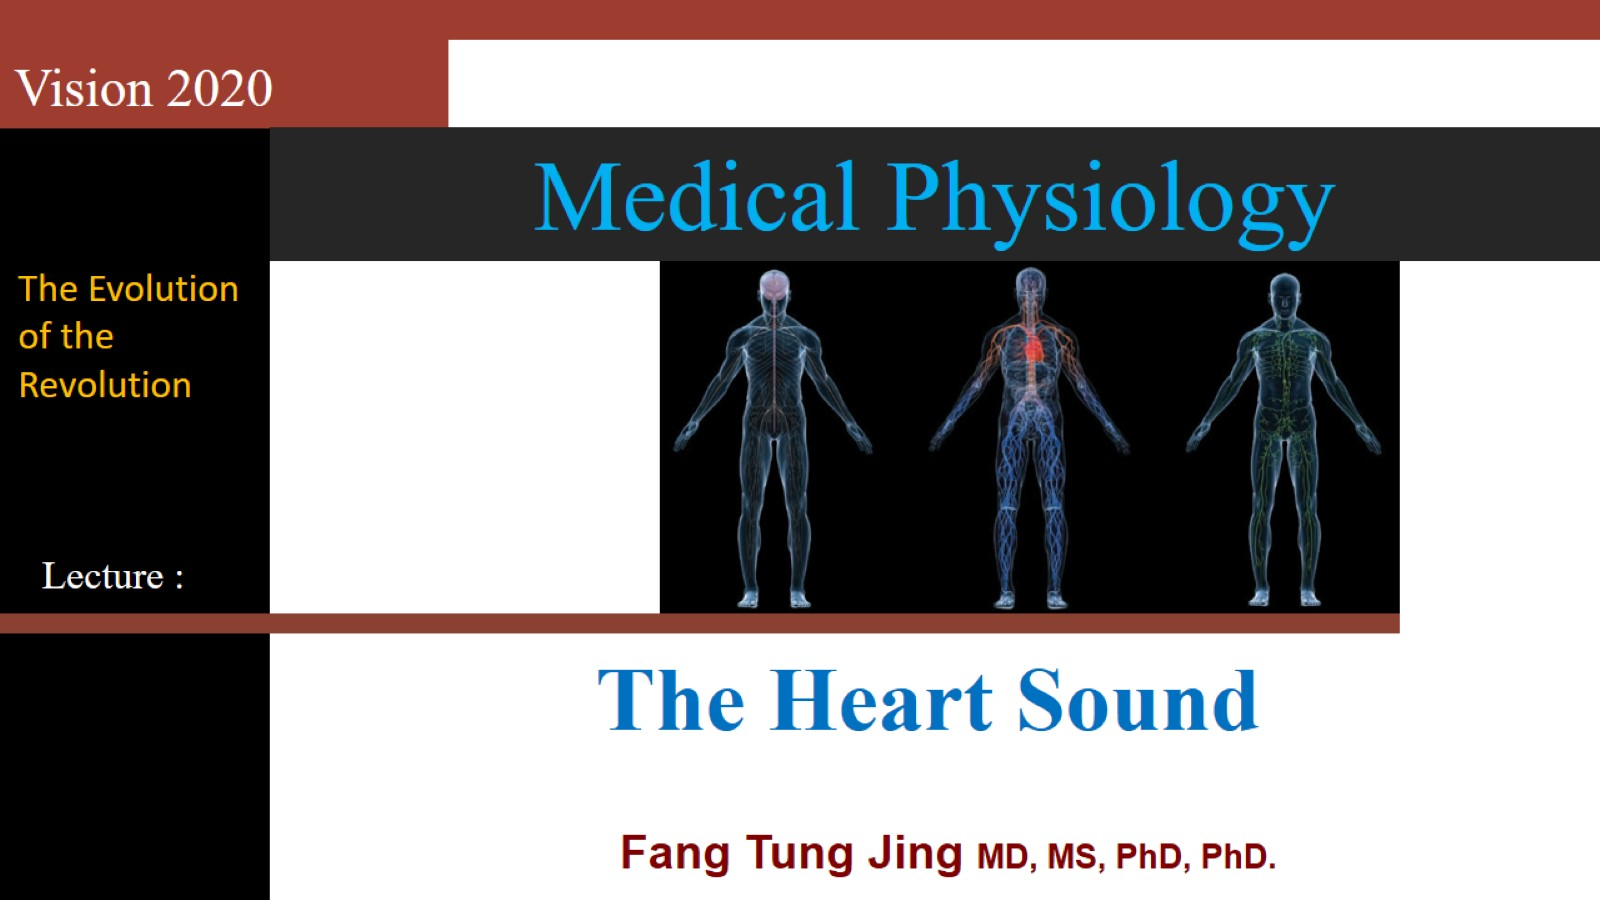 Vision 2020
Medical Physiology
The Evolution
of the
Revolution
Lecture :
The Heart Sound
Fang Tung Jing MD, MS, PhD, PhD.